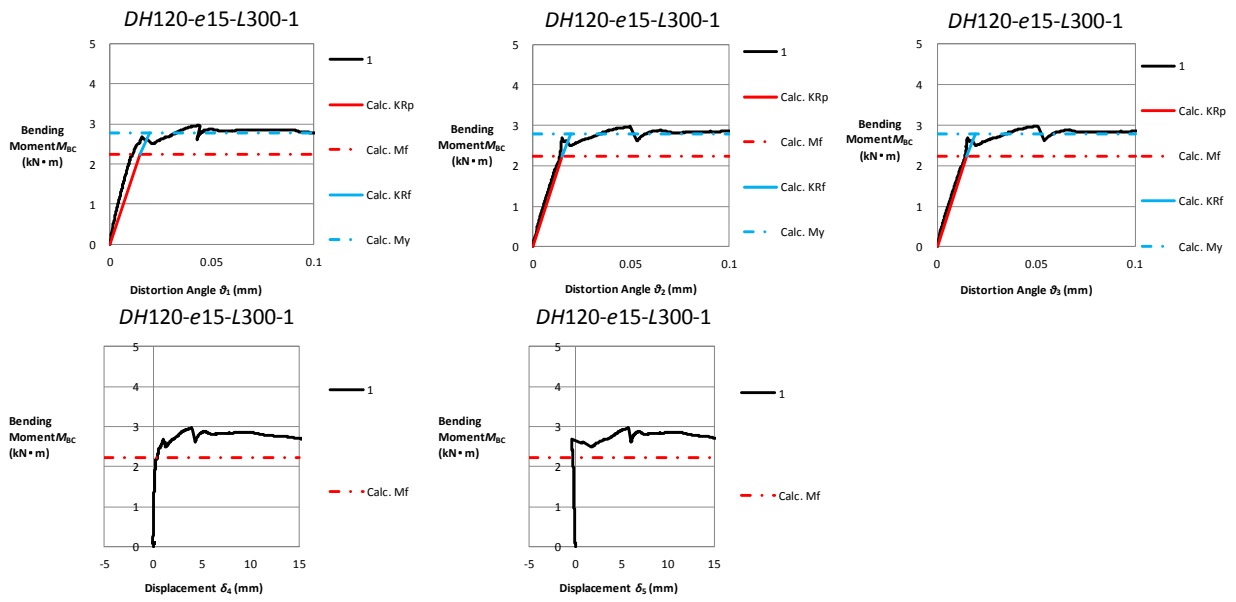 DH120-e15-L300-1
5
4
3
2
1
0
Bending
MomentM_BC
(kN•m)
0
0.05
0.1
Distortion Angle ϑ₁ (mm)
1
Calc. KRp
Calc. Mf
Calc. KRf
Calc. My
DH120-e15-L300-1
5
4
3
2
1
0
Bending
MomentM_BC
(kN•m)
0
0.05
0.1
Distortion Angle ϑ₂ (mm)
1
Calc. KRp
Calc. Mf
Calc. KRf
Calc. My
DH120-e15-L300-1
5
4
3
2
1
0
Bending
MomentM_BC
(kN•m)
0
0.05
0.1
Distortion Angle ϑ₃ (mm)
1
Calc. KRp
Calc. Mf
Calc. KRf
Calc. My
DH120-e15-L300-1
5
4
3
2
1
0
Bending
MomentM_BC
(kN•m)
-5
0
5
10
15
Displacement δ₄ (mm)
1
Calc. Mf
DH120-e15-L300-1
5
4
3
2
1
0
Bending
MomentM_BC
(kN•m)
-5
0
5
10
15
Displacement δ₅ (mm)
1
Calc. Mf